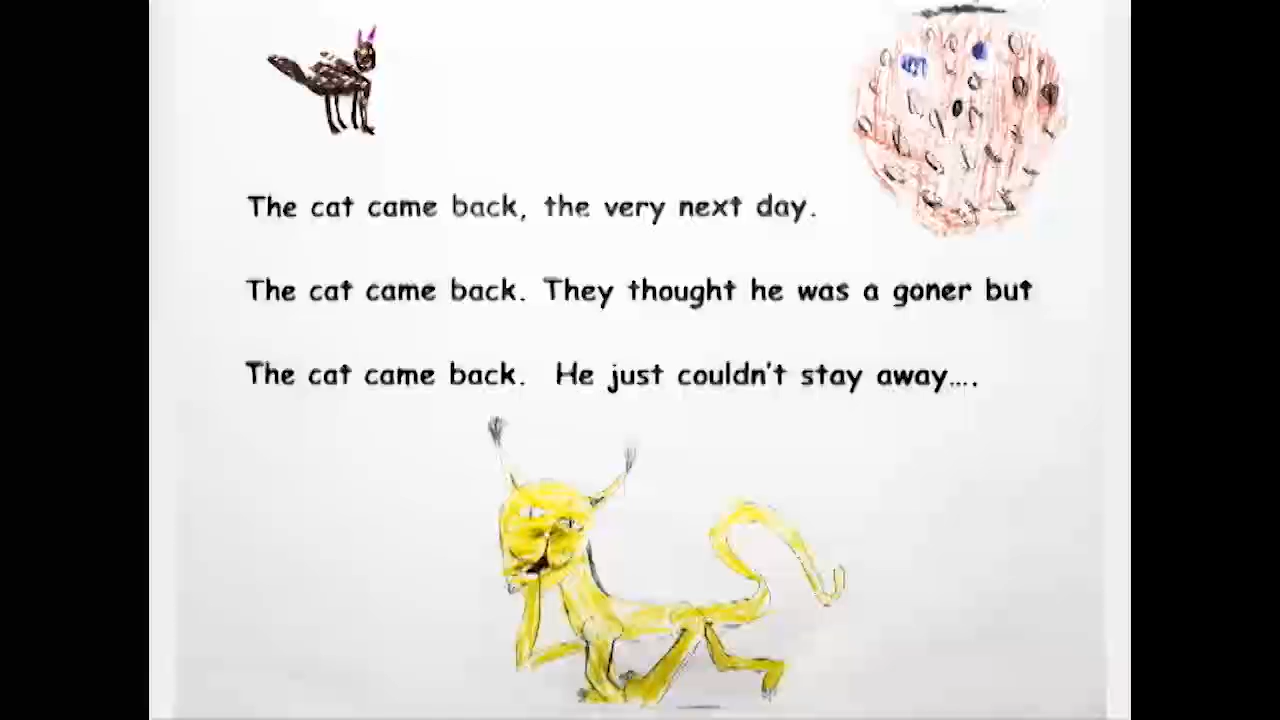 The cat came back, the very next day.
The cat came back. They thought he was a goner but
The cat came back. He just couldn't stay away....